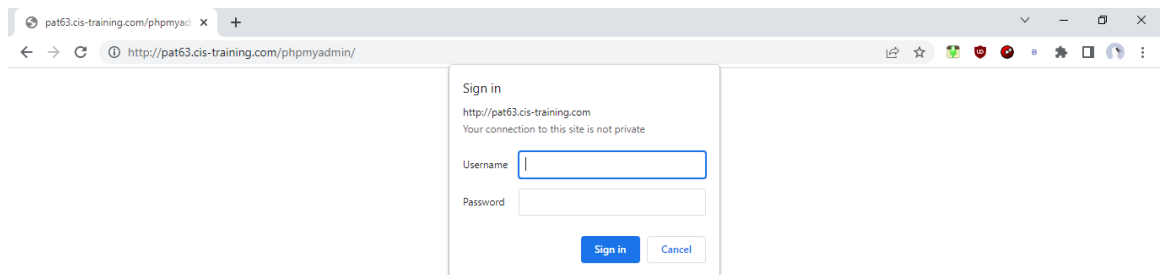 pat63.cis-training.com/phpmyad
http://pat63.cis-training.com/phpmyadmin/
Sign in
http://pat63.cis-training.com
Your connection to this site is not private
Username
Password
Sign in Cancel